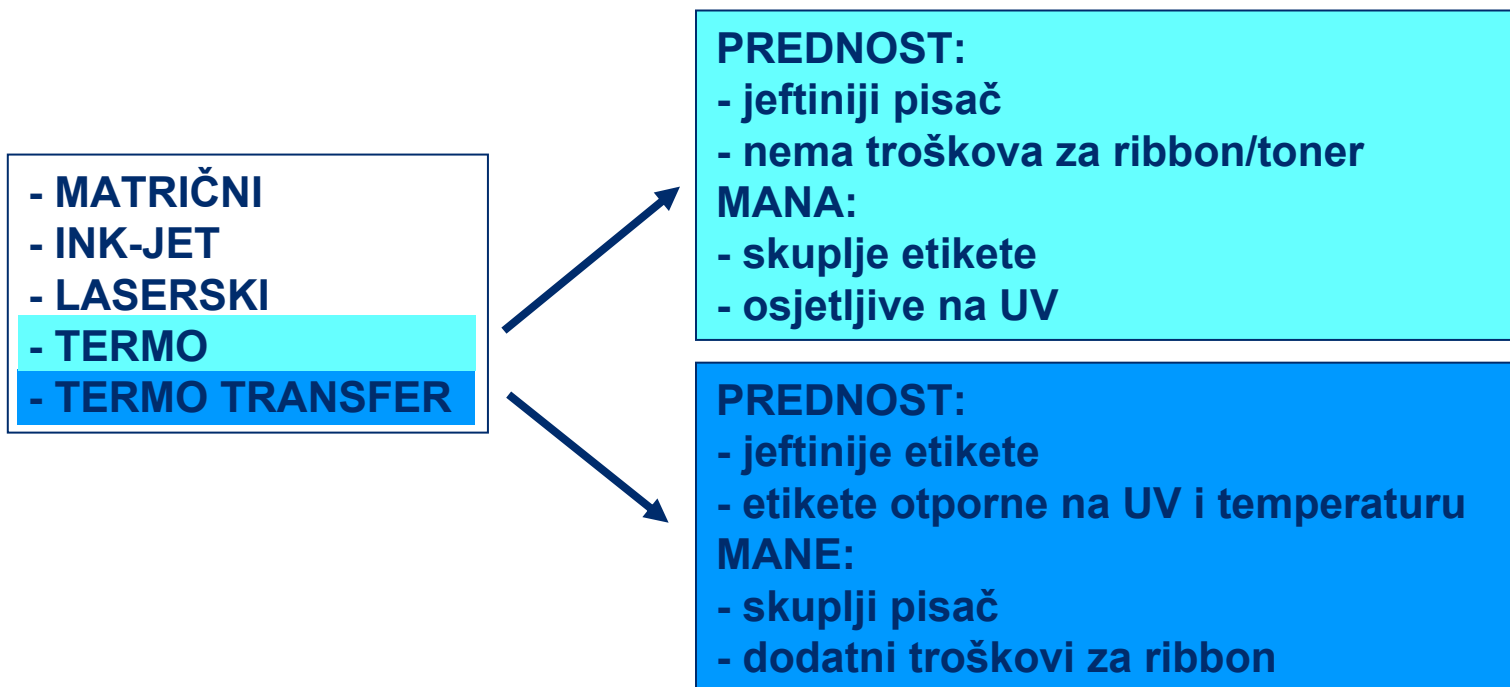 - MATRIČNI
- INK-JET
- LASERSKI
- TERMO
- TERMO TRANSFER
PREDNOST:
- jeftiniji pisač
- nema troškova za ribbon/toner
MANA:
- skuplje etikete
- osjetljive na UV
PREDNOST:
- jeftinije etikete
- etikete otporne na UV i temperaturu
MANE:
- skuplji pisač
- dodatni troškovi za ribbon